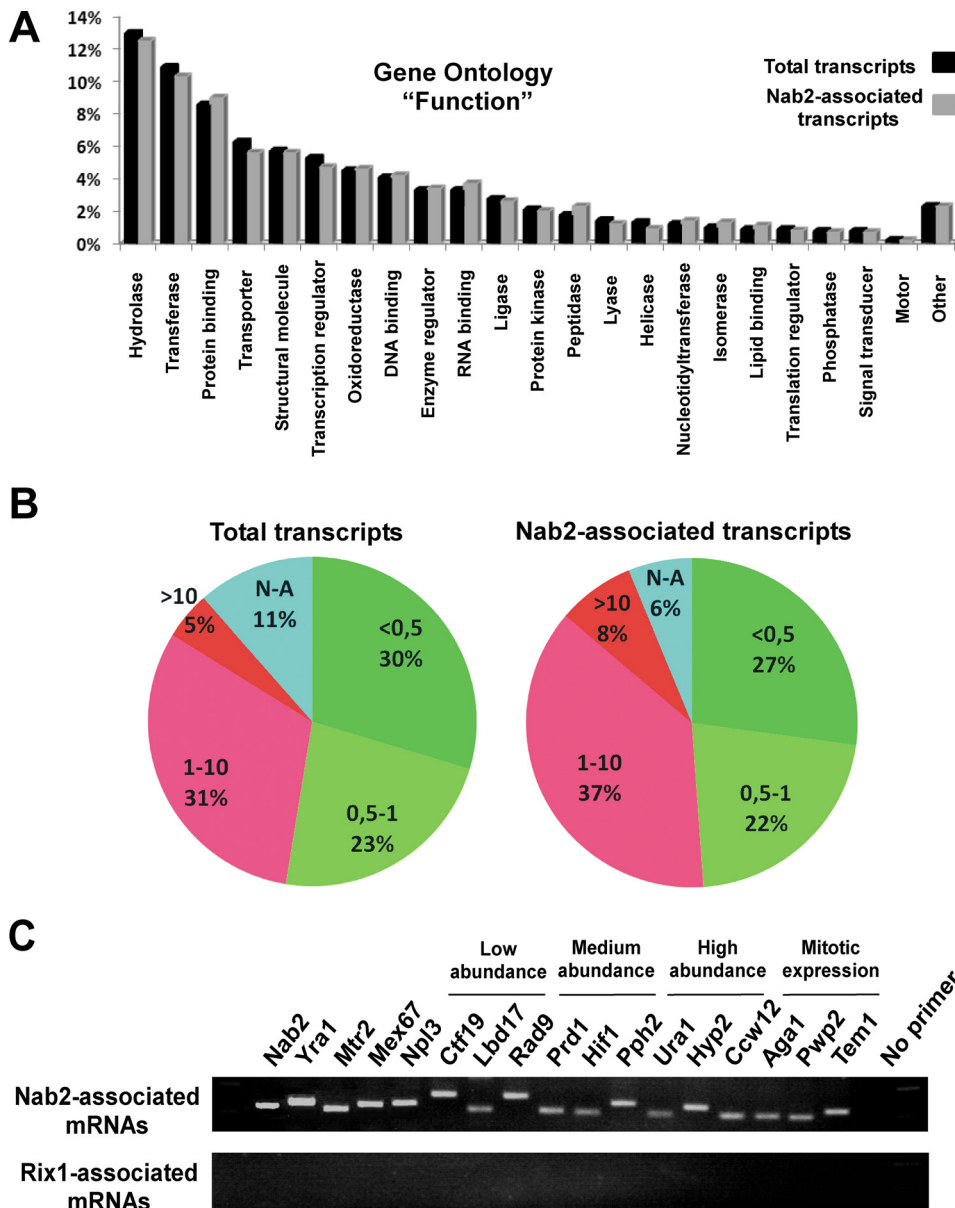 A
14%
12%
10%
8%
6%
4%
2%
0%
Gene Ontology
“Function”
Total transcripts
Nab2-associated
transcripts
Hydrolase
Transferase
Protein binding
Transporter
Structural molecule
Transcription regulator
Oxidoreductase
DNA binding
Enzyme regulator
RNA binding
Ligase
Protein kinase
Peptidase
Lyase
Helicase
Nucleotidyltransferase
Isomerase
Lipid binding
Translation regulator
Phosphatase
Signal transducer
Motor
Other
B
Total transcripts
N-A
11%
>10
5%
<0,5
30%
1-10
31%
0,5-1
23%
Nab2-associated transcripts
N-A
6%
>10
8%
<0,5
27%
1-10
37%
0,5-1
22%
C
Low
abundance
Medium
abundance
High
abundance
Mitotic
expression
Nab2
Yra1
Mtr2
Mex67
Npl3
Ctf19
Lbd17
Rad9
Prd1
Hif1
Pph2
Ura1
Hyp2
Ccw12
Aga1
Pwp2
Tem1
No primer
Nab2-associated
mRNAs
Rix1-associated
mRNAs